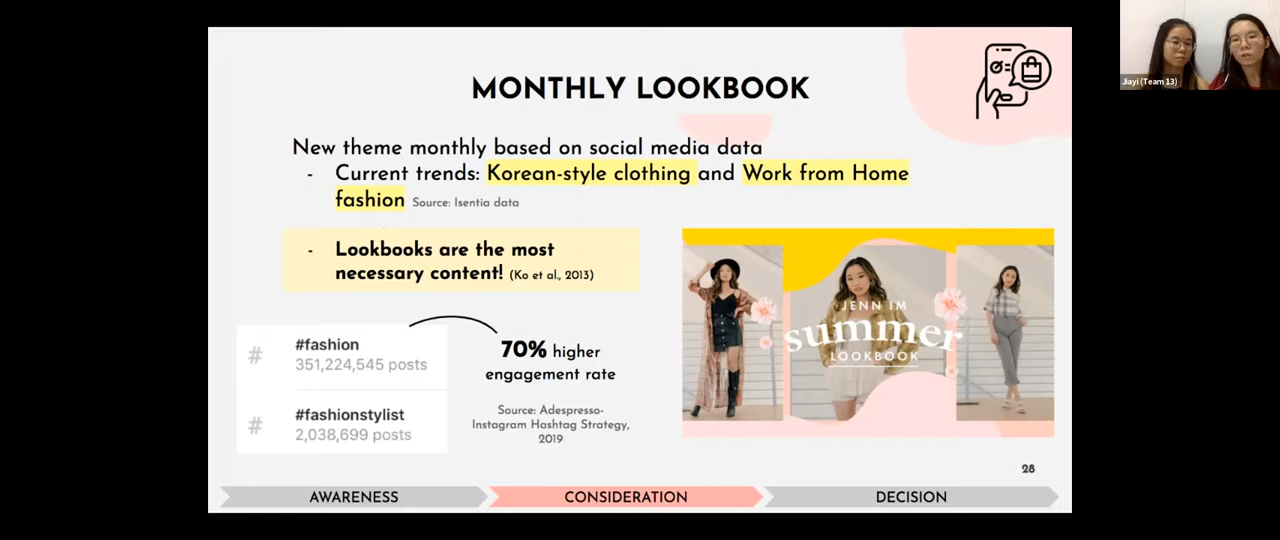 MONTHLY LOOKBOOK
New theme monthly based on social media data
- Current trends: Korean-style clothing and Work from Home
fashion Source: Isentia data
- Lookbooks are the most
necessary content! (Ko et al., 2013)
# #fashion
351,224,545 posts
# #fashionstylist
2,038,699 posts
70% higher
engagement rate
Source: Adespresso-
Instagram Hashtag Strategy,
2019
JENN IM
summer
LOOKBOOK
28
AWARENESS
CONSIDERATION
DECISION
Jiayi (Team 13)